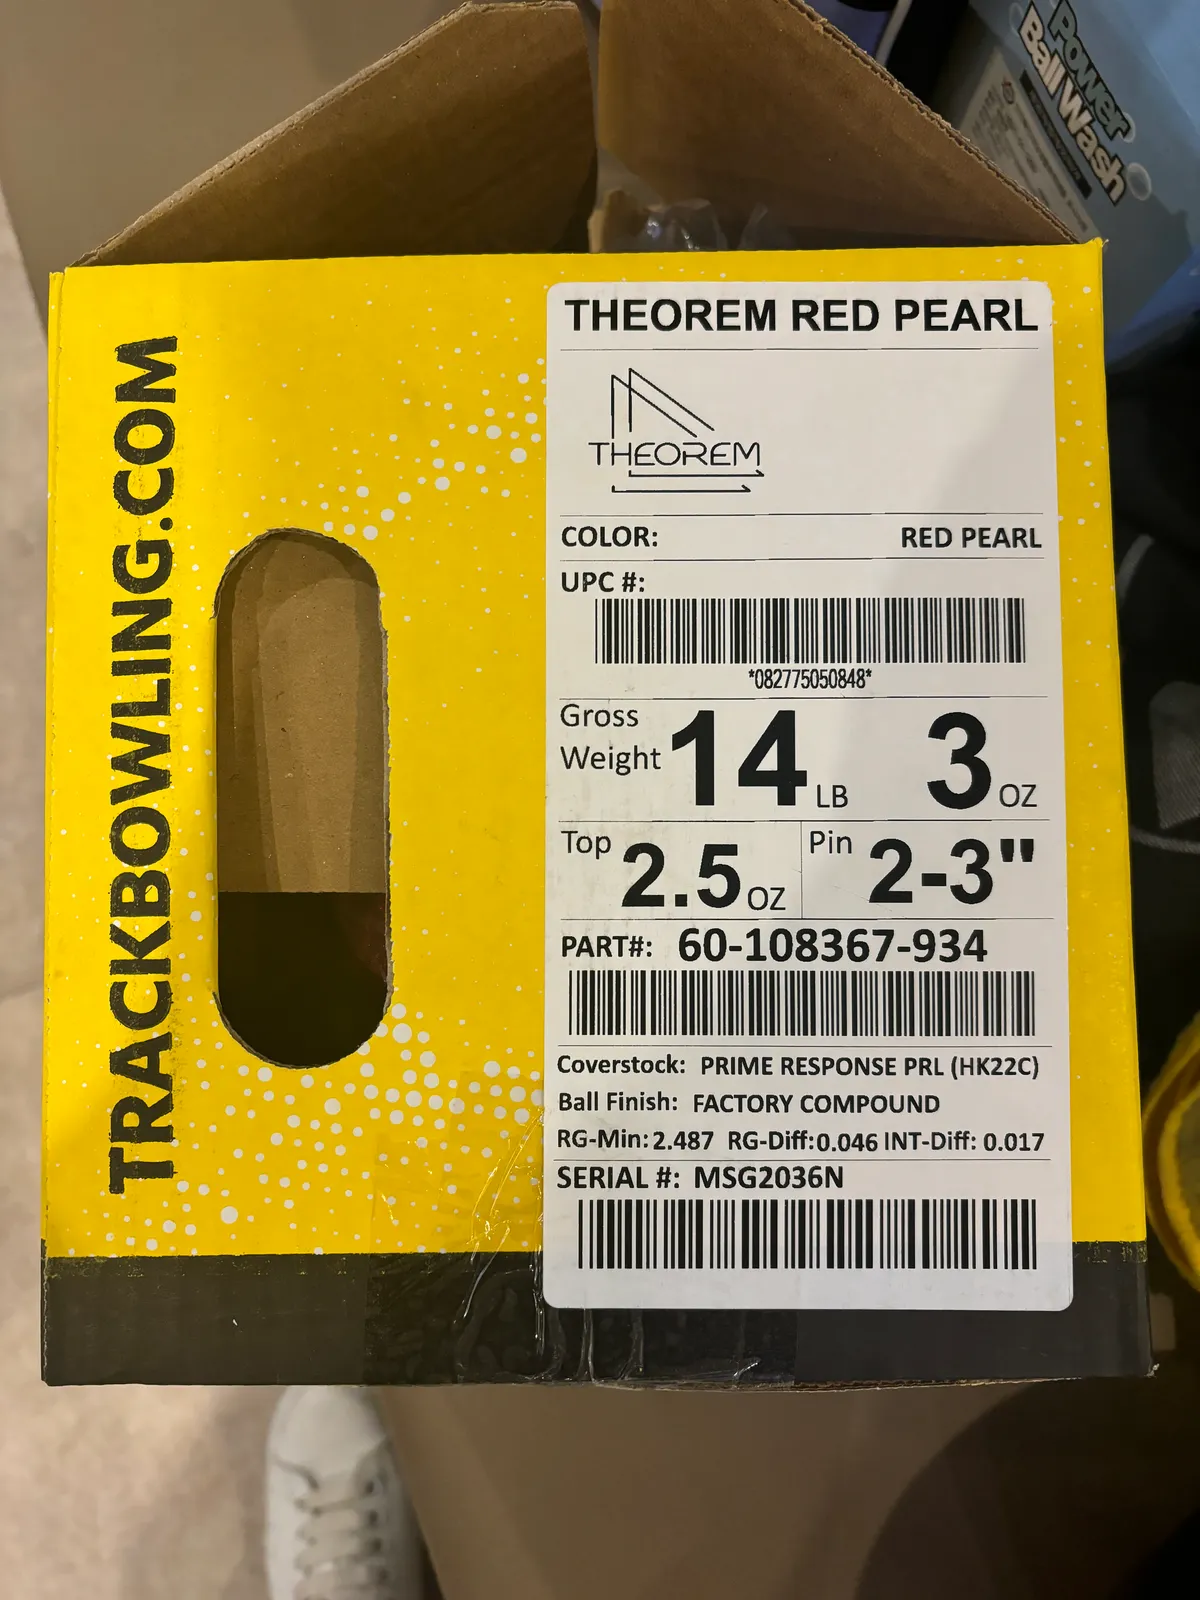 Power
Ball Wash
TRACKBOWLING.COM
THEOREM RED PEARL
THEOREM
COLOR: RED PEARL
UPC #:
*082775050848*
Gross
Weight 14 LB 3 OZ
Top 2.5 OZ Pin 2-3"
PART#: 60-108367-934
Coverstock: PRIME RESPONSE PRL (HK22C)
Ball Finish: FACTORY COMPOUND
RG-Min: 2.487 RG-Diff: 0.046 INT-Diff: 0.017
SERIAL #: MSG2036N